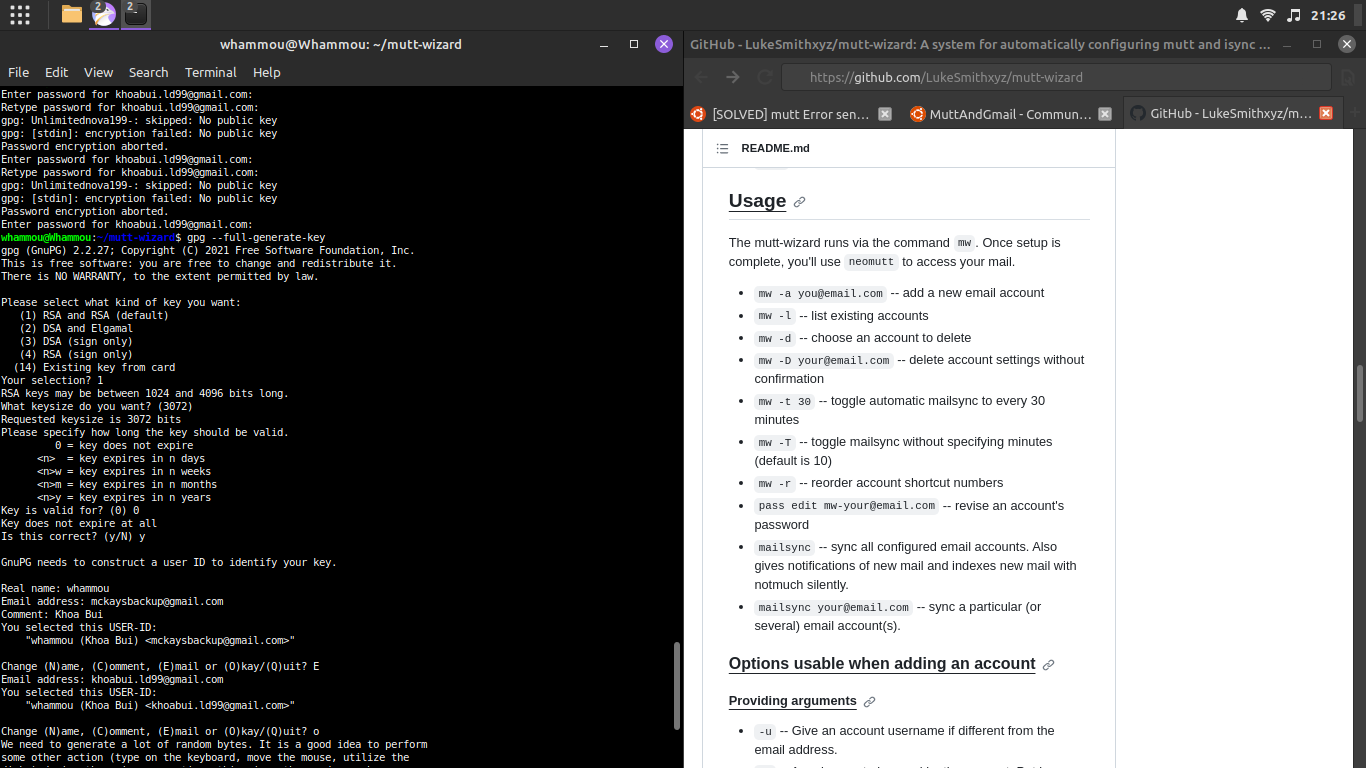 2
2
21:26
whammou@Whammou: ~/mutt-wizard
File Edit View Search Terminal Help
Enter password for khoabui.ld99@gmail.com:
Retype password for khoabui.ld99@gmail.com:
gpg: Unlimitednova199-: skipped: No public key
gpg: [stdin]: encryption failed: No public key
Password encryption aborted.
Enter password for khoabui.ld99@gmail.com:
Retype password for khoabui.ld99@gmail.com:
gpg: Unlimitednova199-: skipped: No public key
gpg: [stdin]: encryption failed: No public key
Password encryption aborted.
Enter password for khoabui.ld99@gmail.com:
whammou@Whammou:~/mutt-wizard$ gpg --full-generate-key
gpg (GnuPG) 2.2.27; Copyright (C) 2021 Free Software Foundation, Inc.
This is free software: you are free to change and redistribute it.
There is NO WARRANTY, to the extent permitted by law.
Please select what kind of key you want:
(1) RSA and RSA (default)
(2) DSA and Elgamal
(3) DSA (sign only)
(4) RSA (sign only)
(14) Existing key from card
Your selection? 1
RSA keys may be between 1024 and 4096 bits long.
What keysize do you want? (3072)
Requested keysize is 3072 bits
Please specify how long the key should be valid.
0 = key does not expire
<n> = key expires in n days
<n>w = key expires in n weeks
<n>m = key expires in n months
<n>y = key expires in n years
Key is valid for? (0) 0
Key does not expire at all
Is this correct? (y/N) y
GnuPG needs to construct a user ID to identify your key.
Real name: whammou
Email address: mckaysbackup@gmail.com
Comment: Khoa Bui
You selected this USER-ID:
"whammou (Khoa Bui) <mckaysbackup@gmail.com>"
Change (N)ame, (C)omment, (E)mail or (O)kay/(Q)uit? E
Email address: khoabui.ld99@gmail.com
You selected this USER-ID:
"whammou (Khoa Bui) <khoabui.ld99@gmail.com>"
Change (N)ame, (C)omment, (E)mail or (O)kay/(Q)uit? o
We need to generate a lot of random bytes. It is a good idea to perform
some other action (type on the keyboard, move the mouse, utilize the
GitHub - LukeSmithxyz/mutt-wizard: A system for automatically configuring mutt and isync ...
https://github.com/LukeSmithxyz/mutt-wizard
[SOLVED] mutt Error sen...
MuttAndGmail - Commun...
GitHub - LukeSmithxyz/m...
README.md
Usage
The mutt-wizard runs via the command mw. Once setup is
complete, you'll use neomutt to access your mail.
• mw -a you@email.com -- add a new email account
• mw -l -- list existing accounts
• mw -d -- choose an account to delete
• mw -D your@email.com -- delete account settings without
confirmation
• mw -t 30 -- toggle automatic mailsync to every 30
minutes
• mw -T -- toggle mailsync without specifying minutes
(default is 10)
• mw -r -- reorder account shortcut numbers
• pass edit mw-your@email.com -- revise an account's
password
• mailsync -- sync all configured email accounts. Also
gives notifications of new mail and indexes new mail with
notmuch silently.
• mailsync your@email.com -- sync a particular (or
several) email account(s).
Options usable when adding an account
Providing arguments
• -u -- Give an account username if different from the
email address.